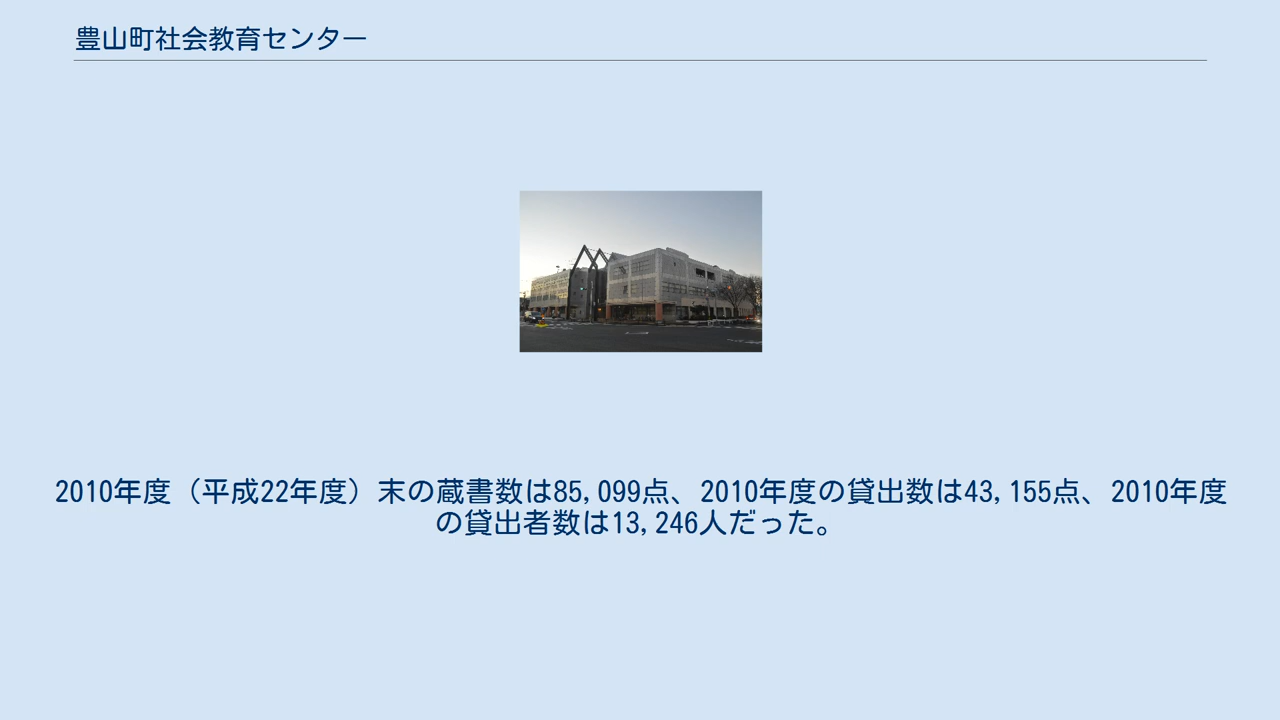 豊山町社会教育センター
2010年度（平成22年度）末の蔵書数は85,099点、2010年度の貸出数は43,155点、2010年度
の貸出者数は13,246人だった。